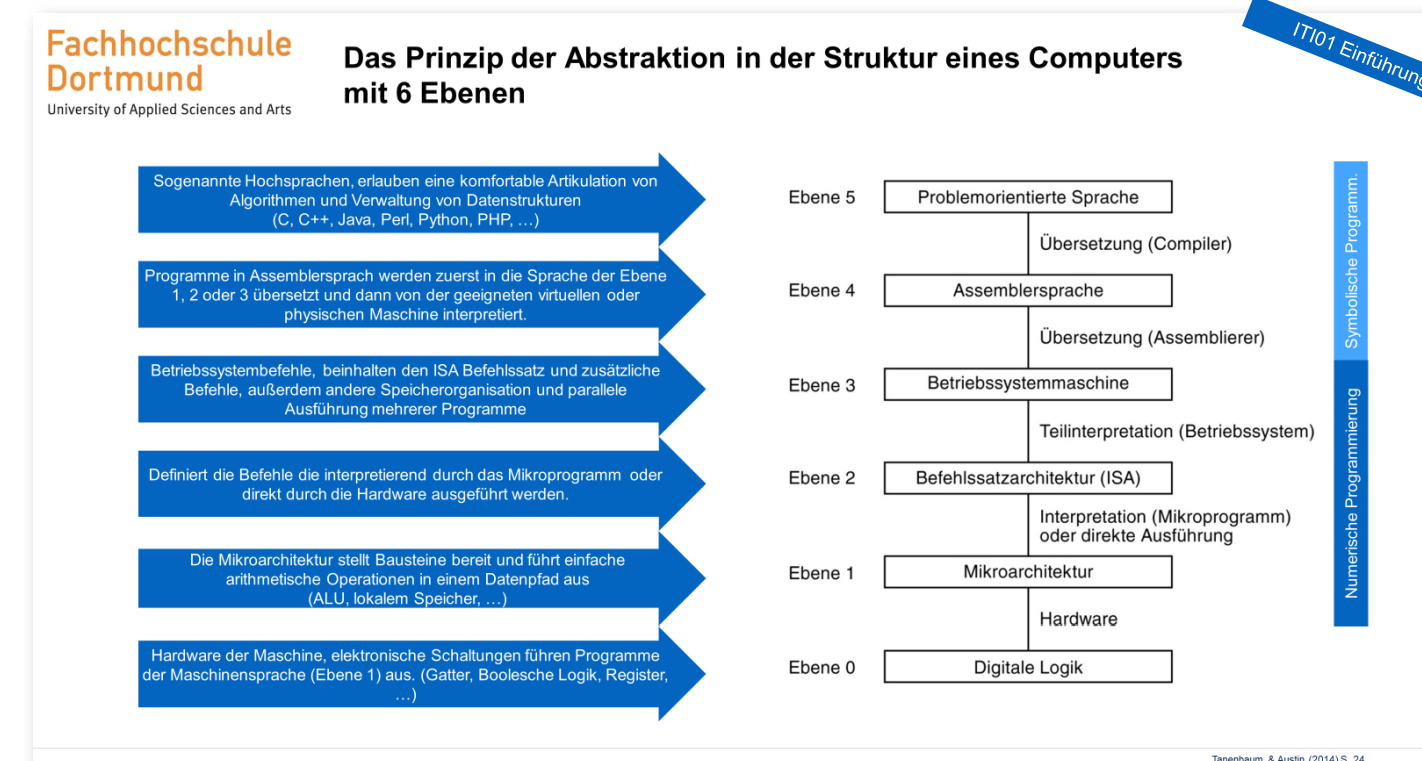 Fachhochschule
Dortmund
University of Applied Sciences and Arts
Das Prinzip der Abstraktion in der Struktur eines Computers
mit 6 Ebenen
ITI01 Einführung
Sogenannte Hochsprachen, erlauben eine komfortable Artikulation von
Algorithmen und Verwaltung von Datenstrukturen
(C, C++, Java, Perl, Python, PHP, …)
Programme in Assemblersprach werden zuerst in die Sprache der Ebene
1, 2 oder 3 übersetzt und dann von der geeigneten virtuellen oder
physischen Maschine interpretiert.
Betriebssystembefehle, beinhalten den ISA Befehlssatz und zusätzliche
Befehle, außerdem andere Speicherorganisation und parallele
Ausführung mehrerer Programme
Definiert die Befehle die interpretierend durch das Mikroprogramm oder
direkt durch die Hardware ausgeführt werden.
Die Mikroarchitektur stellt Bausteine bereit und führt einfache
arithmetische Operationen in einem Datenpfad aus
(ALU, lokalem Speicher, …)
Hardware der Maschine, elektronische Schaltungen führen Programme
der Maschinensprache (Ebene 1) aus. (Gatter, Boolesche Logik, Register,
…)
Ebene 5 Problemorientierte Sprache
Übersetzung (Compiler)
Ebene 4 Assemblersprache
Übersetzung (Assemblierer)
Ebene 3 Betriebssystemmaschine
Teilinterpretation (Betriebssystem)
Ebene 2 Befehlssatzarchitektur (ISA)
Interpretation (Mikroprogramm)
oder direkte Ausführung
Ebene 1 Mikroarchitektur
Hardware
Ebene 0 Digitale Logik
Symbolische Programm.
Numerische Programmierung
Tanenbaum & Austin (2014) S. 24